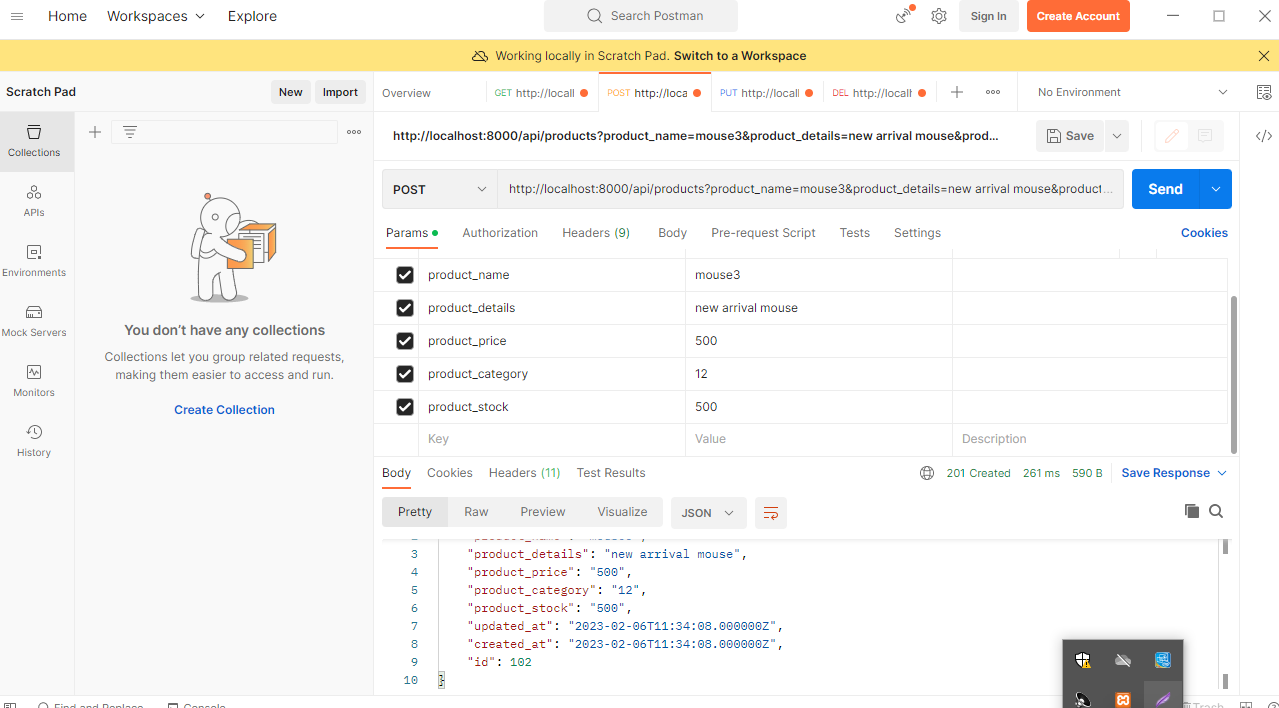 Home Workspaces Explore Search Postman Sign In Create Account
Working locally in Scratch Pad. Switch to a Workspace
Scratch Pad New Import Overview GET http://locall POST http://loca PUT http://locall DEL http://localh No Environment
http://localhost:8000/api/products?product_name=mouse3&product_details=new arrival mouse&prod... Save
Collections
POST http://localhost:8000/api/products?product_name=mouse3&product_details=new arrival mouse&product... Send
APIs
Params Authorization Headers (9) Body Pre-request Script Tests Settings Cookies
Environments
product_name mouse3
product_details new arrival mouse
Mock Servers
product_price 500
product_category 12
Monitors
product_stock 500
History
Key Value Description
You don't have any collections
Collections let you group related requests,
making them easier to access and run.
Create Collection
Body Cookies Headers (11) Test Results 201 Created 261 ms 590 B Save Response
Pretty Raw Preview Visualize JSON
3 "product_details": "new arrival mouse",
4 "product_price": "500",
5 "product_category": "12",
6 "product_stock": "500",
7 "updated_at": "2023-02-06T11:34:08.000000Z",
8 "created_at": "2023-02-06T11:34:08.000000Z",
9 "id": 102
10 }
Find and Replace Console Trash